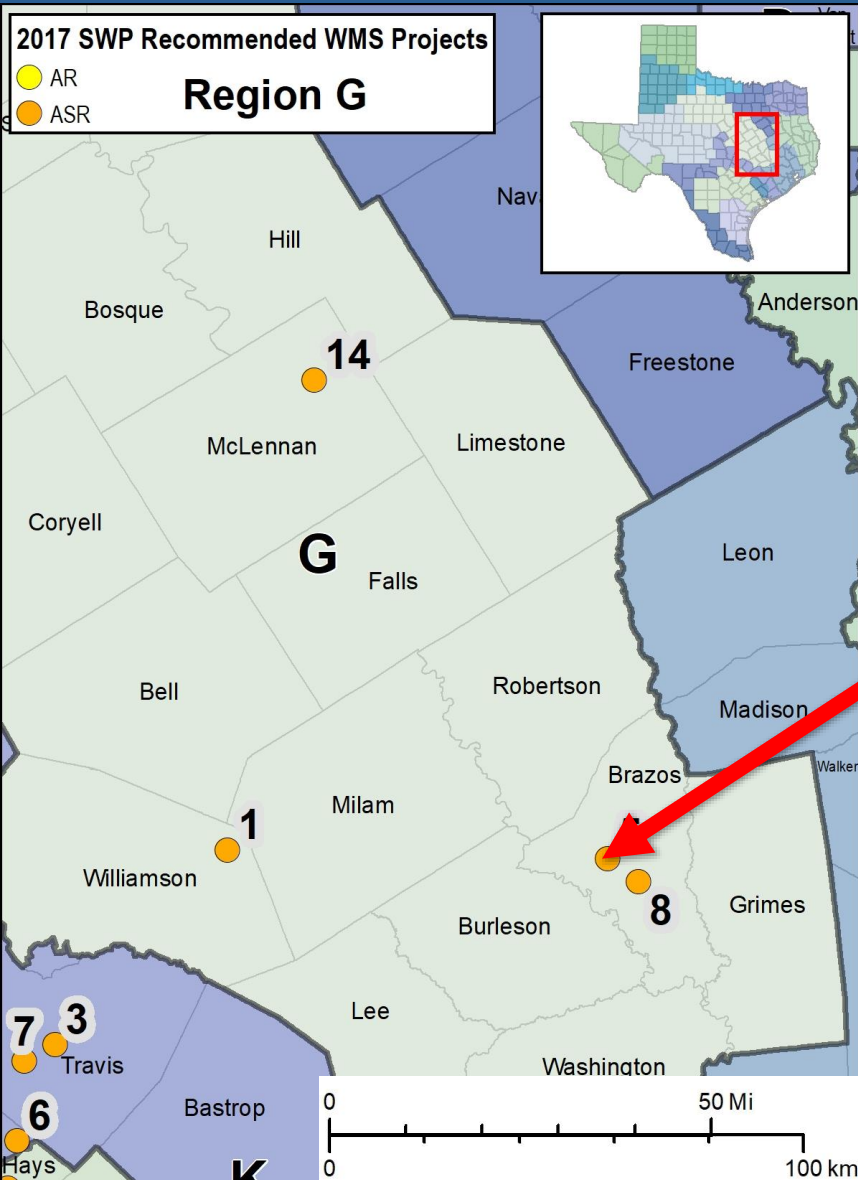 2017 SWP Recommended WMS Projects
AR
ASR
Region G
Hill
Bosque
14
Freestone
Anderson
McLennan
Limestone
Coryell
G
Falls
Leon
Bell
Robertson
Madison
Brazos
Walker
Milam
1
Williamson
8
Grimes
Burleson
Lee
7
3
Travis
Washington
Bastrop
6
Hays
K
0 50 Mi
0 100 km